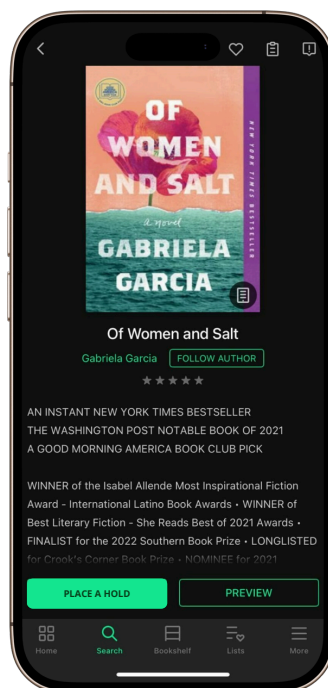 OF
WOMEN
AND SALT
a novel
GABRIELA
GARCIA
NEW YORK TIMES BESTSELLER
Of Women and Salt
Gabriela Garcia
FOLLOW AUTHOR
AN INSTANT NEW YORK TIMES BESTSELLER
THE WASHINGTON POST NOTABLE BOOK OF 2021
A GOOD MORNING AMERICA BOOK CLUB PICK
WINNER of the Isabel Allende Most Inspirational Fiction
Award - International Latino Book Awards • WINNER of
Best Literary Fiction - She Reads Best of 2021 Awards •
FINALIST for the 2022 Southern Book Prize • LONGLISTED
for Crook's Corner Book Prize • NOMINEE for 2021
PLACE A HOLD
PREVIEW
Home
Search
Bookshelf
Lists
More